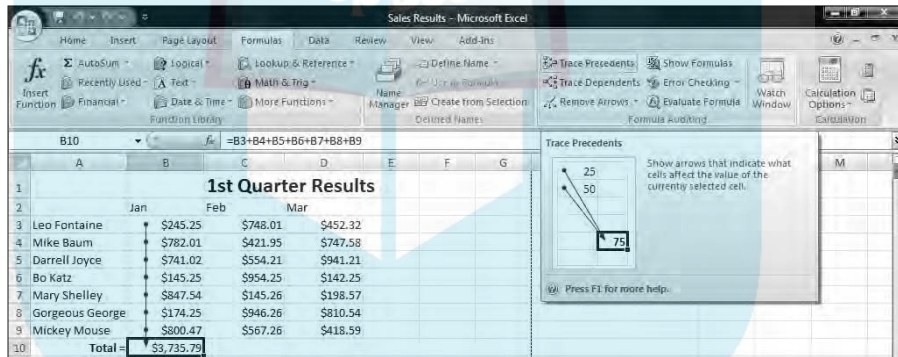 Sales Results - Microsoft Excel
Home Insert Page Layout Formulas Data Review View Add-Ins
Insert Function
AutoSum Logical Lookup & Reference
Recently Used Text Math & Trig
Financial Date & Time More Functions
Function Library
Name Manager
Define Name
Use in Formula
Create from Selection
Defined Names
Trace Precedents Show Formulas
Trace Dependents Error Checking
Remove Arrows Evaluate Formula
Watch Window
Formula Auditing
Calculation Options
Calculation
B10 fx =B3+B4+B5+B6+B7+B8+B9
A B C D E F G M
1 1st Quarter Results
2 Jan Feb Mar
3 Leo Fontaine $245.25 $748.01 $452.32
4 Mike Baum $782.01 $421.95 $747.58
5 Darrell Joyce $741.02 $554.21 $941.21
6 Bo Katz $145.25 $954.25 $142.25
7 Mary Shelley $847.54 $145.26 $198.57
8 Gorgeous George $174.25 $946.26 $810.54
9 Mickey Mouse $800.47 $567.26 $418.59
10 Total = $3,735.79
Trace Precedents
25
50
75
Show arrows that indicate what
cells affect the value of the
currently selected cell.
Press F1 for more help.